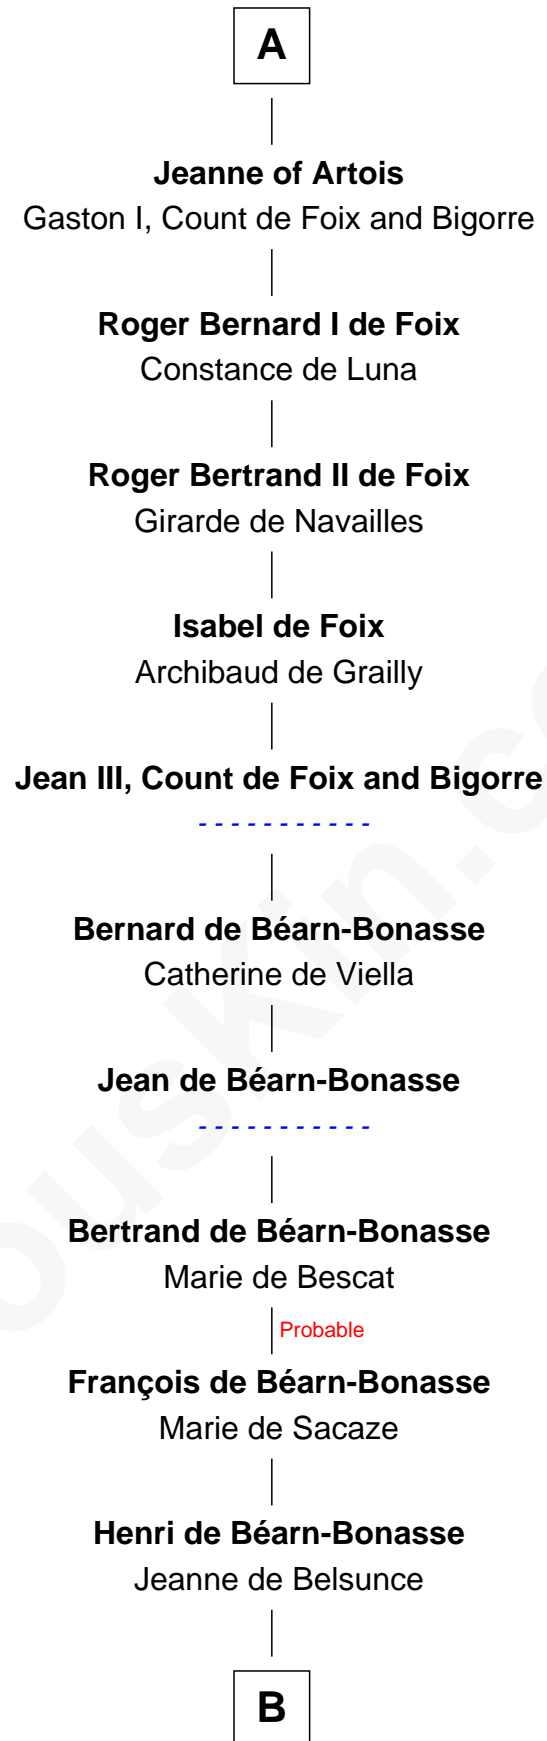 A
Jeanne of Artois
Gaston I, Count de Foix and Bigorre
Roger Bernard I de Foix
Constance de Luna
Roger Bertrand II de Foix
Girarde de Navailles
Isabel de Foix
Archibaud de Grailly
Jean III, Count de Foix and Bigorre
- - - - - - - - - - -
Bernard de Béarn-Bonasse
Catherine de Viella
Jean de Béarn-Bonasse
- - - - - - - - - - -
Bertrand de Béarn-Bonasse
Marie de Bescat
Probable
François de Béarn-Bonasse
Marie de Sacaze
Henri de Béarn-Bonasse
Jeanne de Belsunce
B